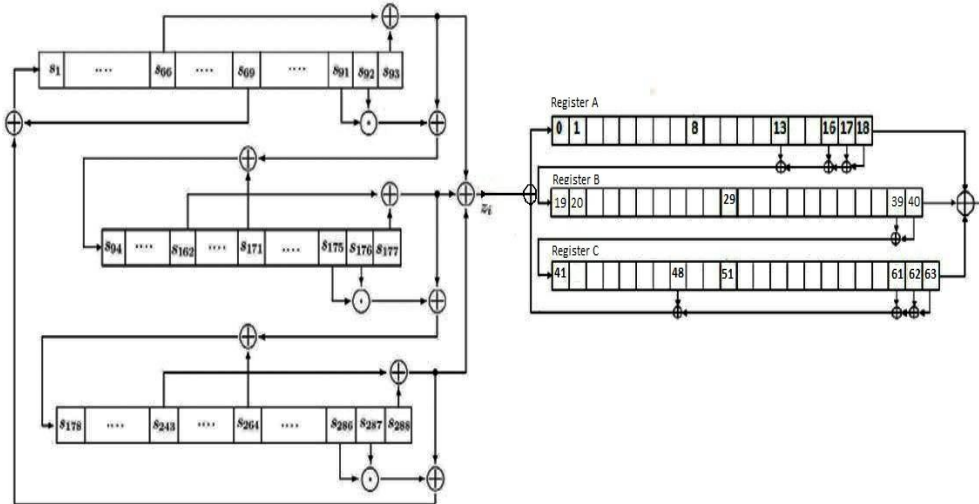 s1 .... s66 .... s69 .... s91 s92 s93
s94 .... s162 .... s171 .... s175 s176 s177
s178 .... s243 .... s264 .... s286 s287 s288
zi
Register A
0 1 8 13 16 17 18
Register B
19 20 29 39 40
Register C
41 48 51 61 62 63